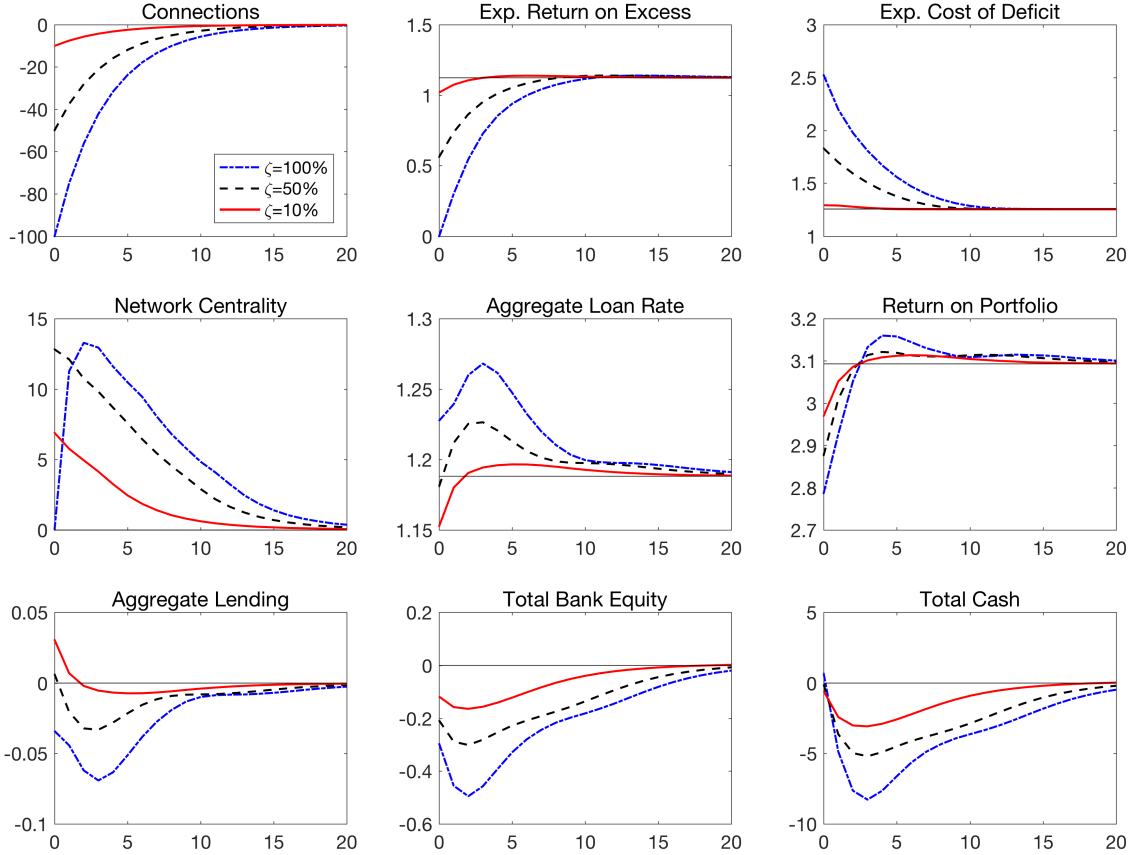 Connections
0
-20
-40
-60
-80
-100
0 5 10 15 20
ζ=100%
ζ=50%
ζ=10%
Exp. Return on Excess
1.5
1
0.5
0
0 5 10 15 20
Exp. Cost of Deficit
3
2.5
2
1.5
1
0 5 10 15 20
Network Centrality
15
10
5
0
0 5 10 15 20
Aggregate Loan Rate
1.3
1.25
1.2
1.15
0 5 10 15 20
Return on Portfolio
3.2
3.1
3
2.9
2.8
2.7
0 5 10 15 20
Aggregate Lending
0.05
0
-0.05
-0.1
0 5 10 15 20
Total Bank Equity
0.2
0
-0.2
-0.4
-0.6
0 5 10 15 20
Total Cash
5
0
-5
-10
0 5 10 15 20